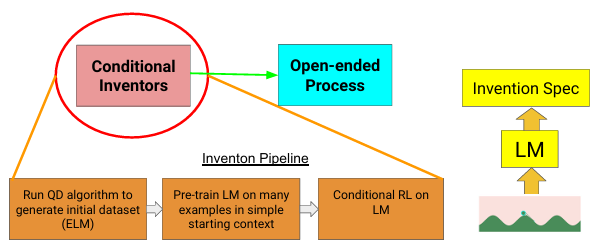 Conditional
Inventors
Open-ended
Process
Invention Spec
LM
Inventon Pipeline
Run QD algorithm to
generate initial dataset
(ELM)
Pre-train LM on many
examples in simple
starting context
Conditional RL on
LM